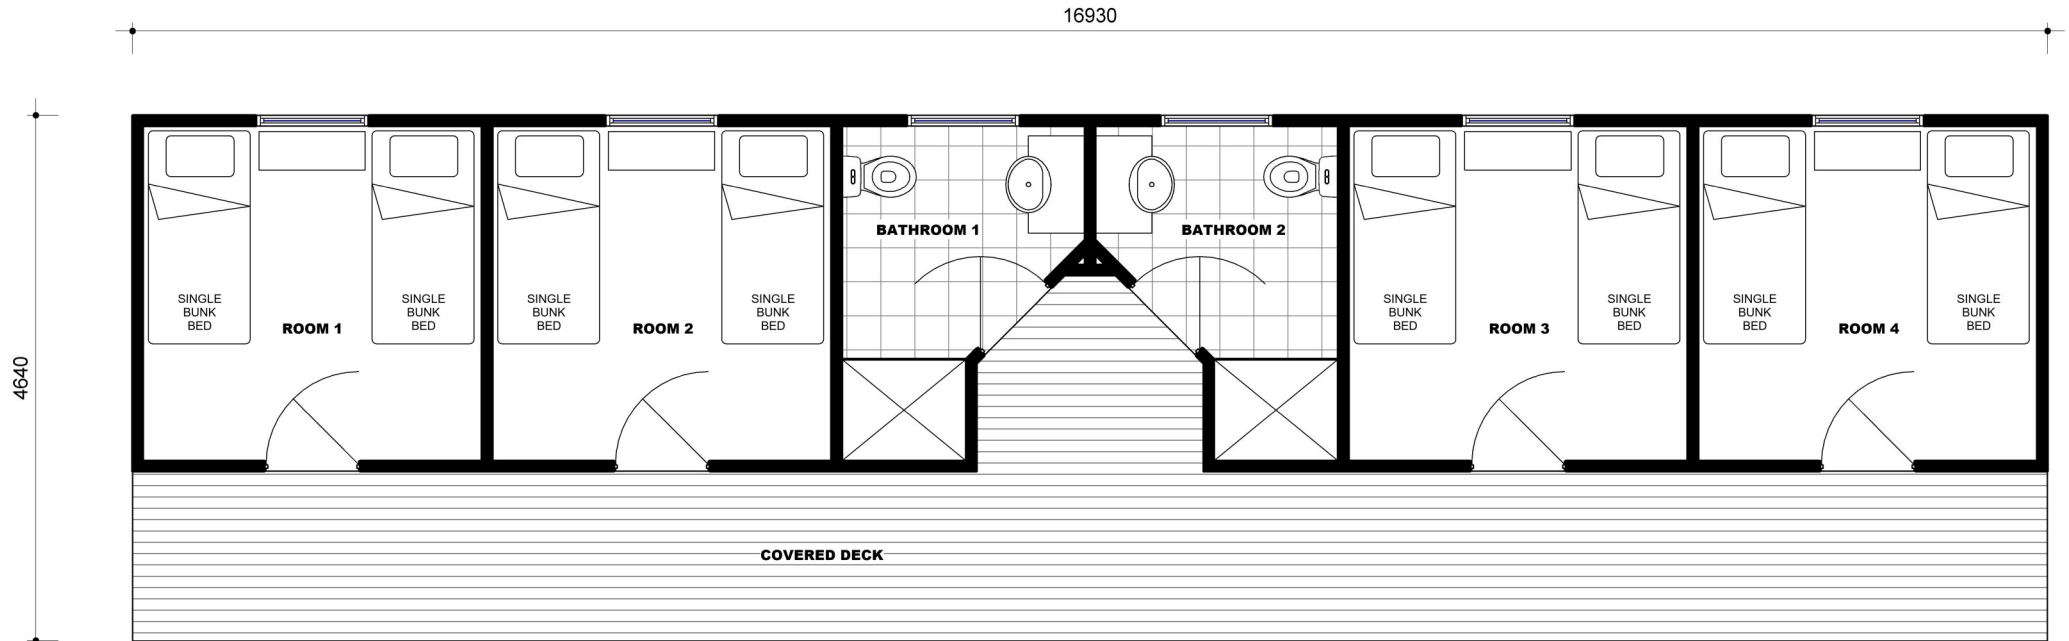 16930
4640
SINGLE
BUNK
BED
ROOM 1
SINGLE
BUNK
BED
SINGLE
BUNK
BED
ROOM 2
SINGLE
BUNK
BED
BATHROOM 1
BATHROOM 2
SINGLE
BUNK
BED
ROOM 3
SINGLE
BUNK
BED
SINGLE
BUNK
BED
ROOM 4
SINGLE
BUNK
BED
COVERED DECK